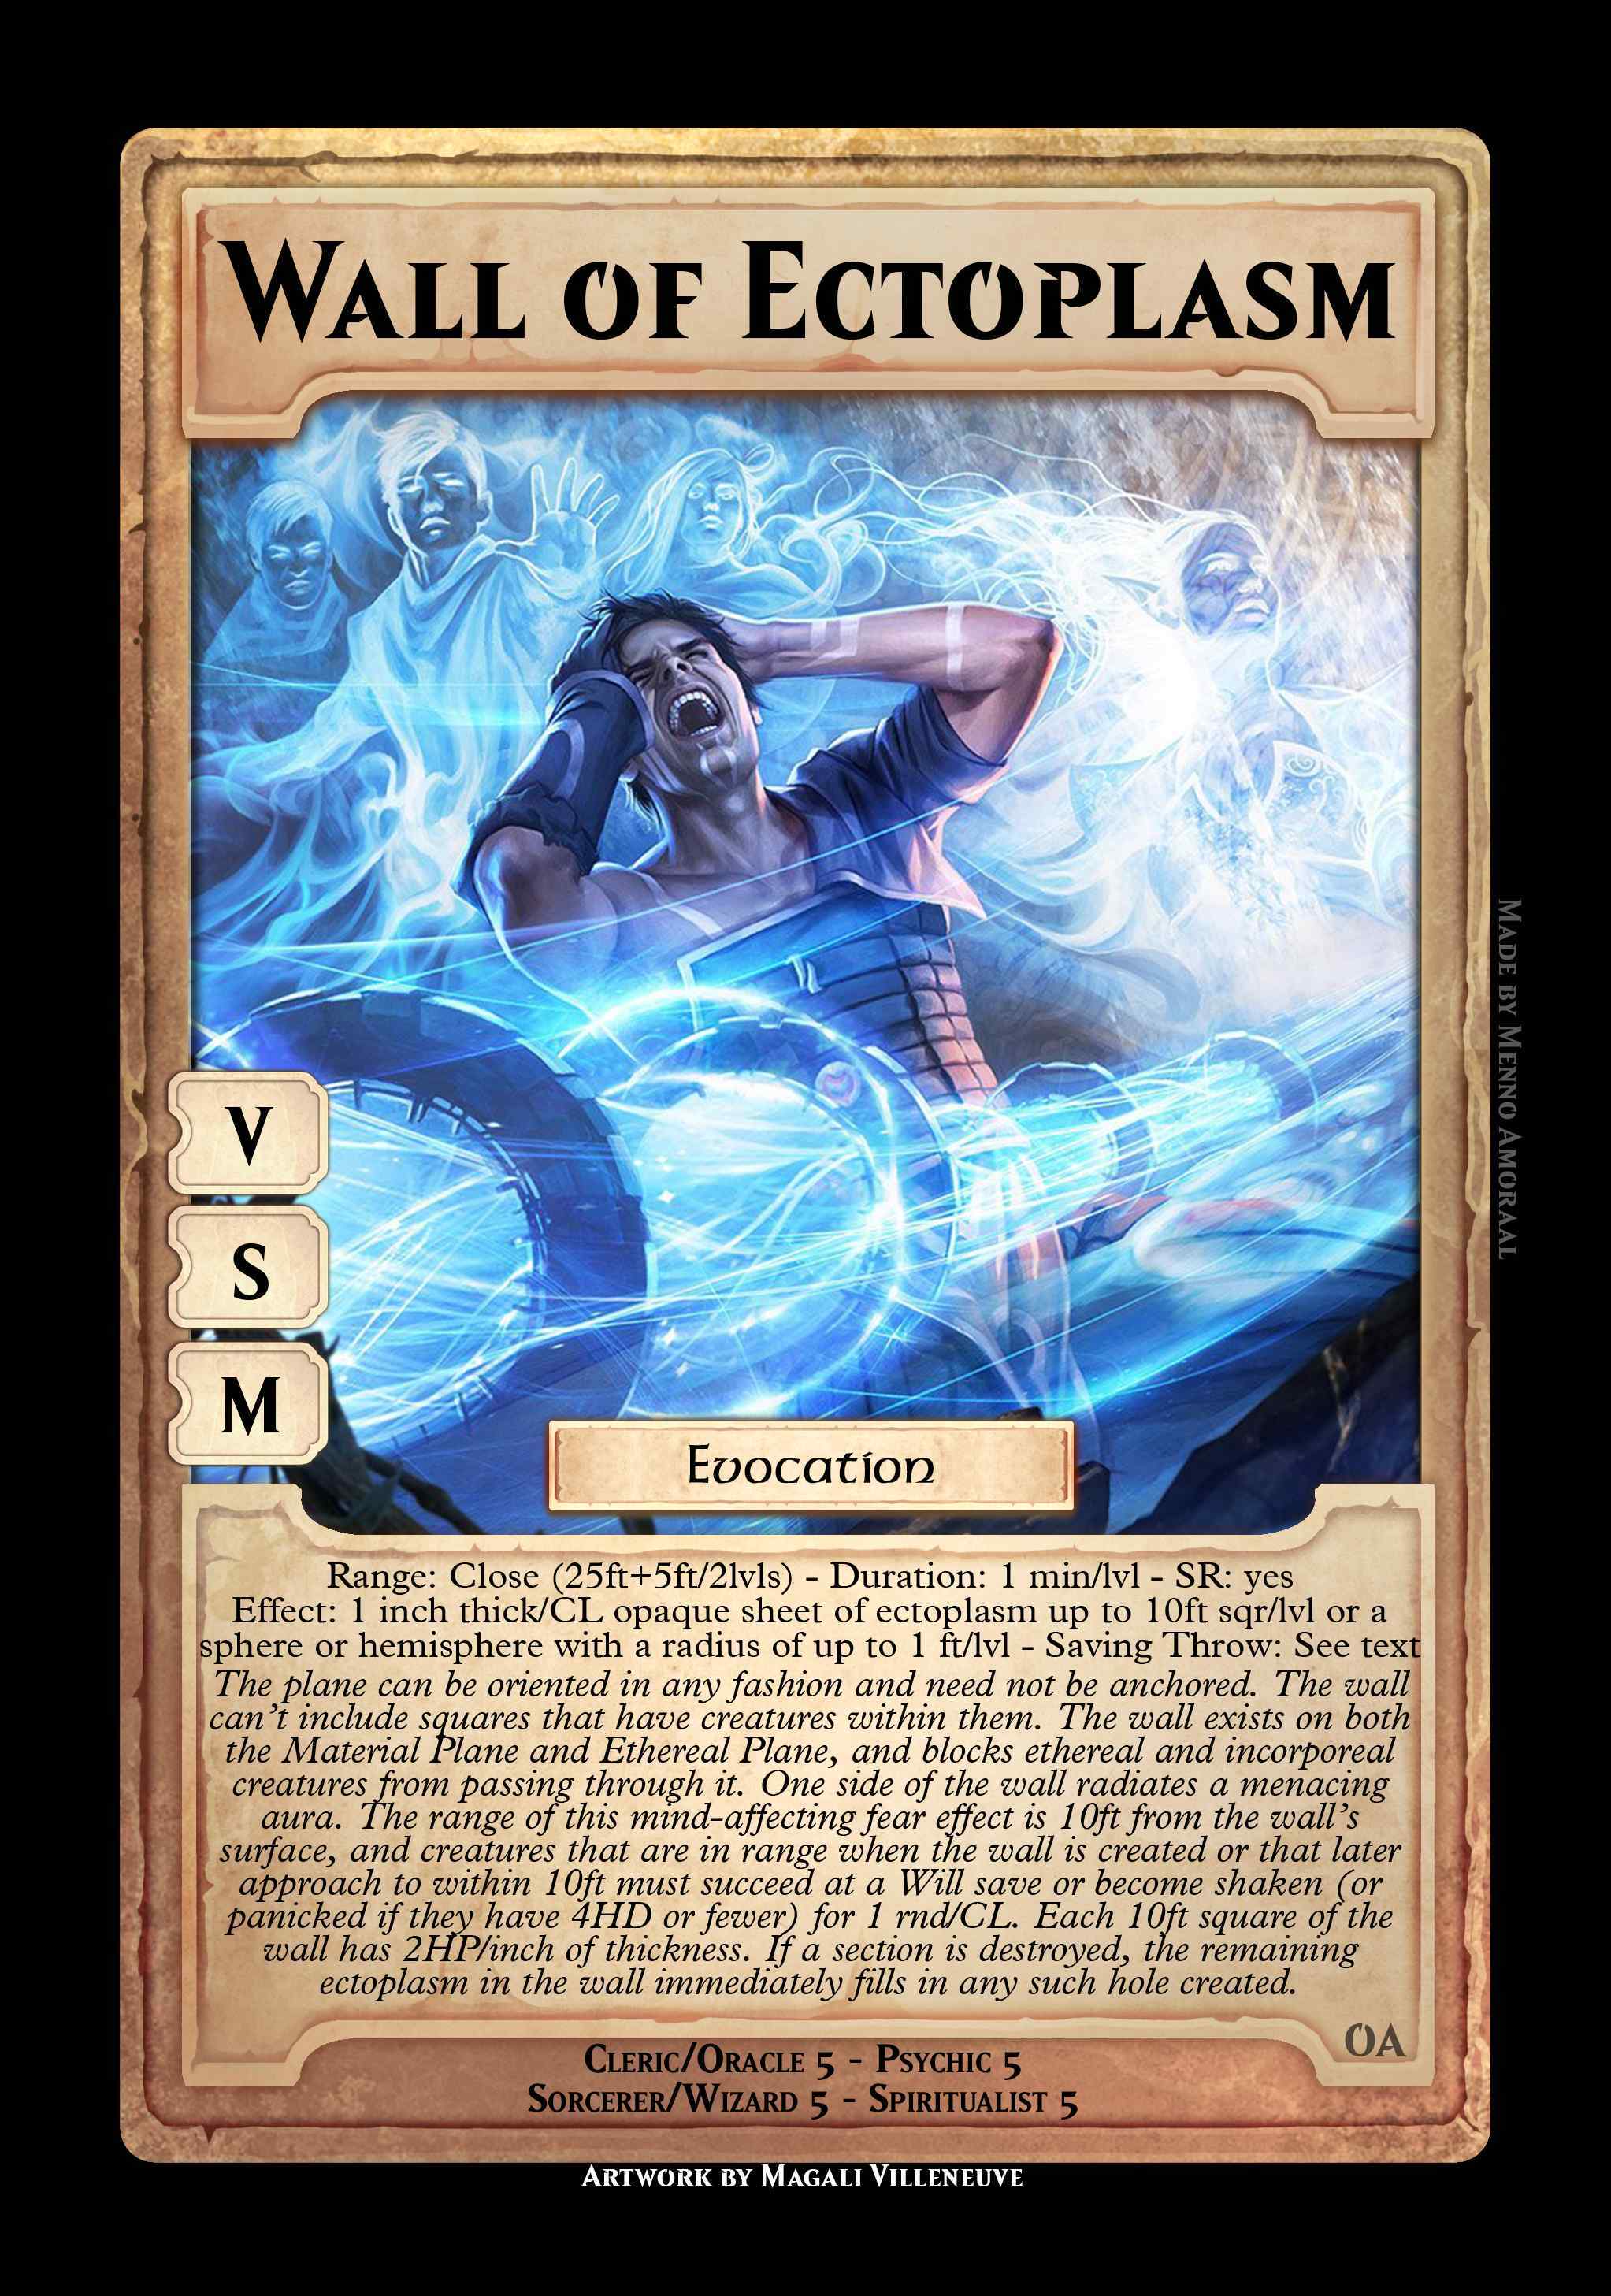 Wall of Ectoplasm
V
S
M
Evocation
Range: Close (25ft+5ft/2lvls) - Duration: 1 min/lvl - SR: yes
Effect: 1 inch thick/CL opaque sheet of ectoplasm up to 10ft sqr/lvl or a
sphere or hemisphere with a radius of up to 1 ft/lvl - Saving Throw: See text
The plane can be oriented in any fashion and need not be anchored. The wall
can't include squares that have creatures within them. The wall exists on both
the Material Plane and Ethereal Plane, and blocks ethereal and incorporeal
creatures from passing through it. One side of the wall radiates a menacing
aura. The range of this mind-affecting fear effect is 10ft from the wall's
surface, and creatures that are in range when the wall is created or that later
approach to within 10ft must succeed at a Will save or become shaken (or
panicked if they have 4HD or fewer) for 1 rnd/CL. Each 10ft square of the
wall has 2HP/inch of thickness. If a section is destroyed, the remaining
ectoplasm in the wall immediately fills in any such hole created.
OA
Cleric/Oracle 5 - Psychic 5
Sorcerer/Wizard 5 - Spiritualist 5
Artwork by Magali Villeneuve
Made by Menno Amoraal